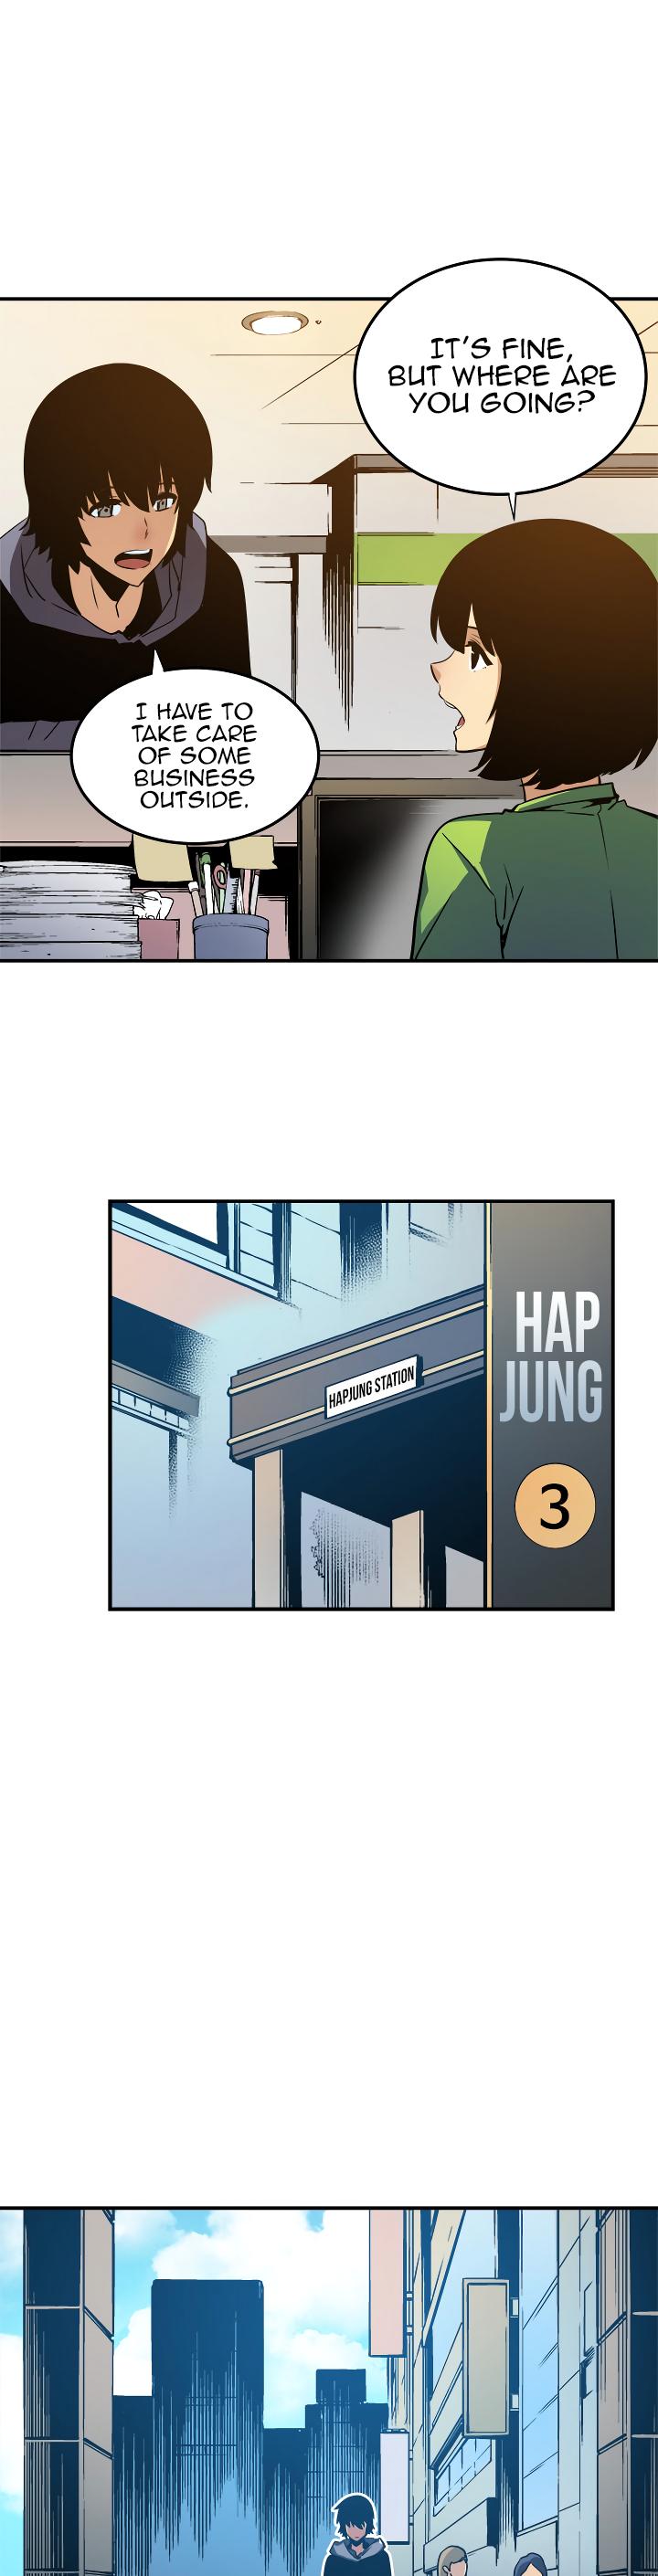 IT'S FINE,
BUT WHERE ARE
YOU GOING?
I HAVE TO
TAKE CARE
OF SOME
BUSINESS
OUTSIDE.
HAPJUNG STATION
HAP
JUNG
3